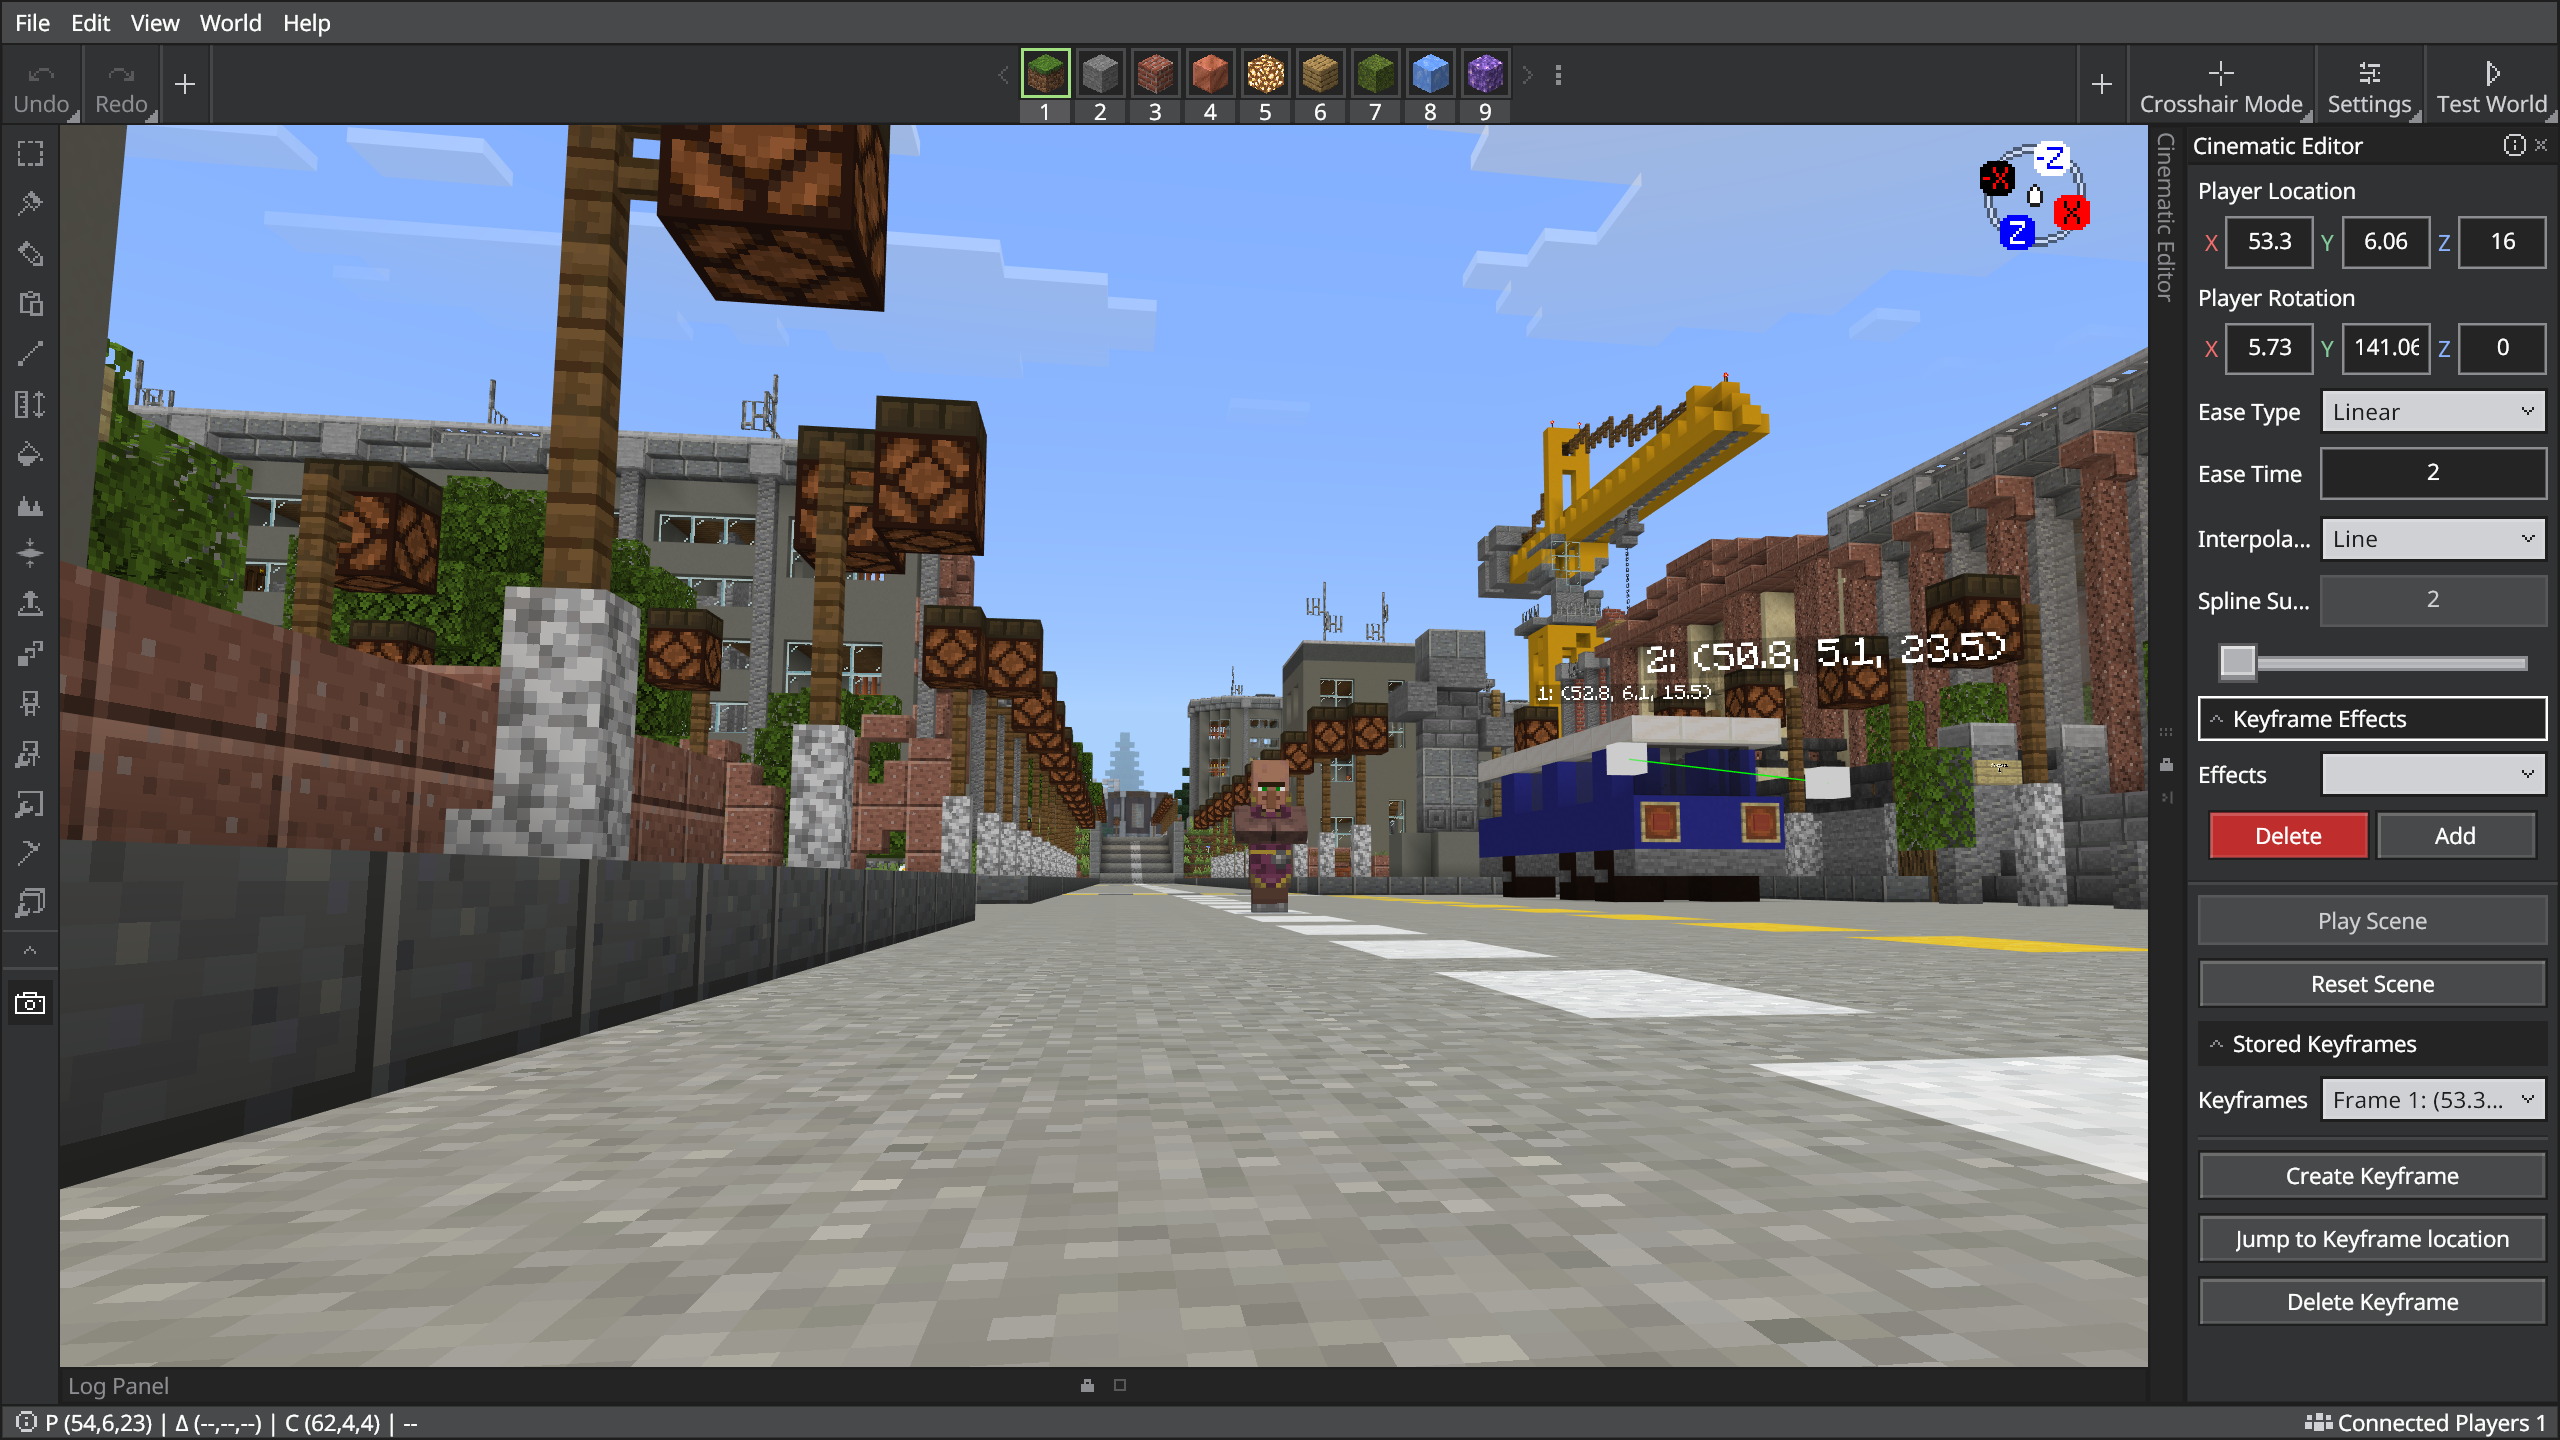 File Edit View World Help
Undo Redo
1 2 3 4 5 6 7 8 9
Crosshair Mode Settings Test World
-X -Z X Z
2: (50.8, 5.1, 23.5)
1: (52.8, 6.1, 15.5)
Cinematic Editor
Cinematic Editor
Player Location
X 53.3 Y 6.06 Z 16
Player Rotation
X 5.73 Y 141.06 Z 0
Ease Type Linear
Ease Time 2
Interpola... Line
Spline Su... 2
Keyframe Effects
Effects
Delete Add
Play Scene
Reset Scene
Stored Keyframes
Keyframes Frame 1: (53.3...
Create Keyframe
Jump to Keyframe location
Delete Keyframe
Log Panel
P (54,6,23) | Δ (--,--,--) | C (62,4,4) | --
Connected Players 1